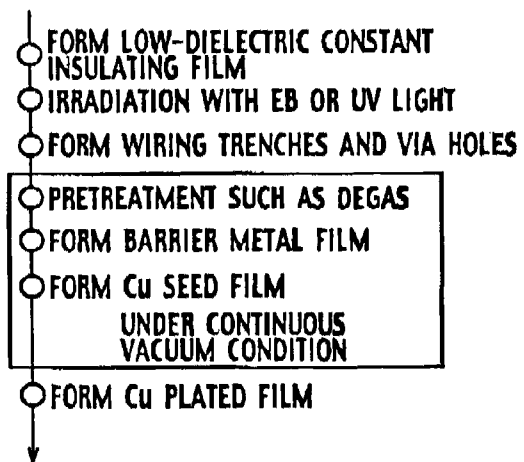 FORM LOW-DIELECTRIC CONSTANT
INSULATING FILM
IRRADIATION WITH EB OR UV LIGHT
FORM WIRING TRENCHES AND VIA HOLES
PRETREATMENT SUCH AS DEGAS
FORM BARRIER METAL FILM
FORM Cu SEED FILM
UNDER CONTINUOUS
VACUUM CONDITION
FORM Cu PLATED FILM